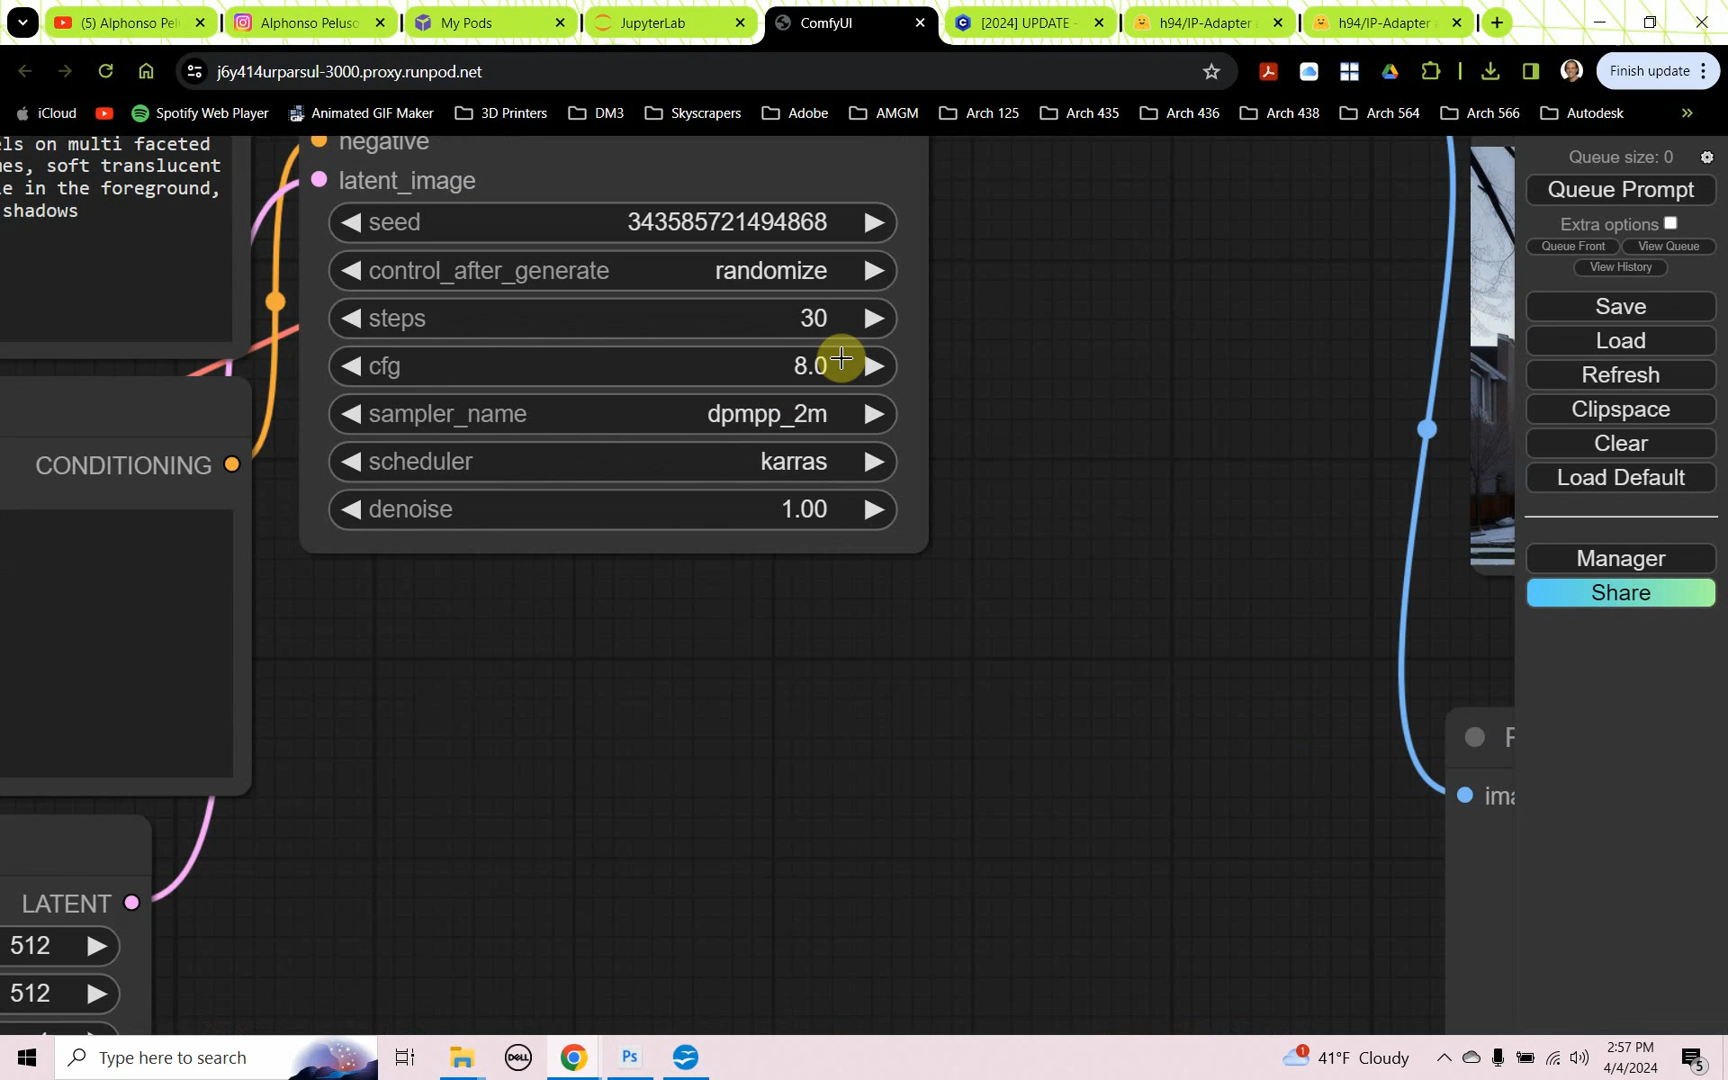 (5) Alphonso Pel
Alphonso Peluso
My Pods
JupyterLab
ComfyUI
[2024] UPDATE -
h94/IP-Adapter
h94/IP-Adapter
j6y414urparsul-3000.proxy.runpod.net
Finish update
iCloud
Spotify Web Player
Animated GIF Maker
3D Printers
DM3
Skyscrapers
Adobe
AMGM
Arch 125
Arch 435
Arch 436
Arch 438
Arch 564
Arch 566
Autodesk
els on multi faceted
nes, soft translucent
le in the foreground,
shadows
negative
latent_image
seed 343585721494868
control_after_generate randomize
steps 30
cfg 8.0
sampler_name dpmpp_2m
scheduler karras
denoise 1.00
CONDITIONING
LATENT
512
512
F
ima
Queue size: 0
Queue Prompt
Extra options
Queue Front View Queue
View History
Save
Load
Refresh
Clipspace
Clear
Load Default
Manager
Share
Type here to search
DELL
Ps
1
41°F Cloudy
2:57 PM
4/4/2024
5